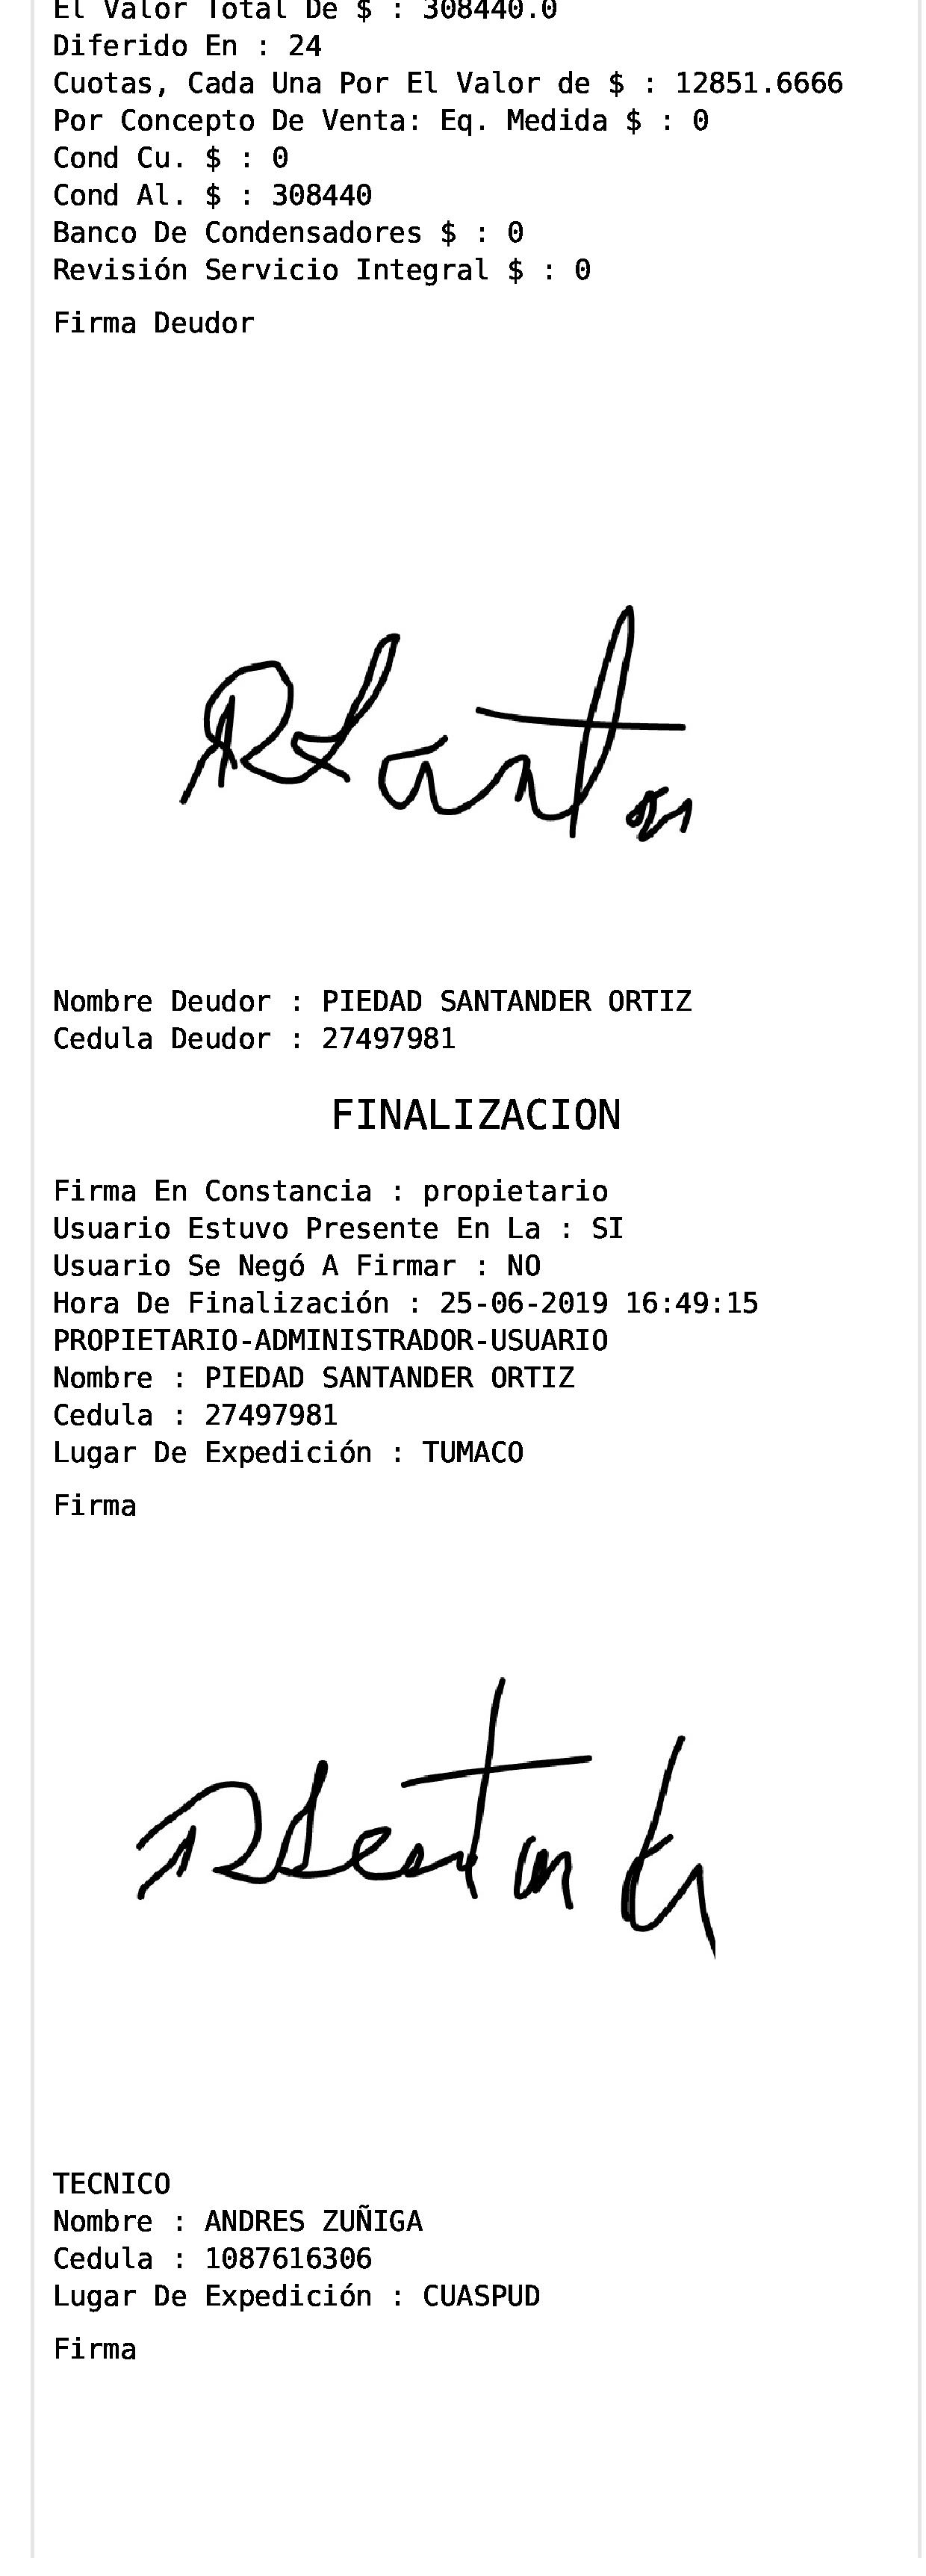 El Valor Total De $ : 308440.0
Diferido En : 24
Cuotas, Cada Una Por El Valor de $ : 12851.6666
Por Concepto De Venta: Eq. Medida $ : 0
Cond Cu. $ : 0
Cond Al. $ : 308440
Banco De Condensadores $ : 0
Revisión Servicio Integral $ : 0
Firma Deudor
Nombre Deudor : PIEDAD SANTANDER ORTIZ
Cedula Deudor : 27497981
FINALIZACION
Firma En Constancia : propietario
Usuario Estuvo Presente En La : SI
Usuario Se Negó A Firmar : NO
Hora De Finalización : 25-06-2019 16:49:15
PROPIETARIO-ADMINISTRADOR-USUARIO
Nombre : PIEDAD SANTANDER ORTIZ
Cedula : 27497981
Lugar De Expedición : TUMACO
Firma
TECNICO
Nombre : ANDRES ZUÑIGA
Cedula : 1087616306
Lugar De Expedición : CUASPUD
Firma